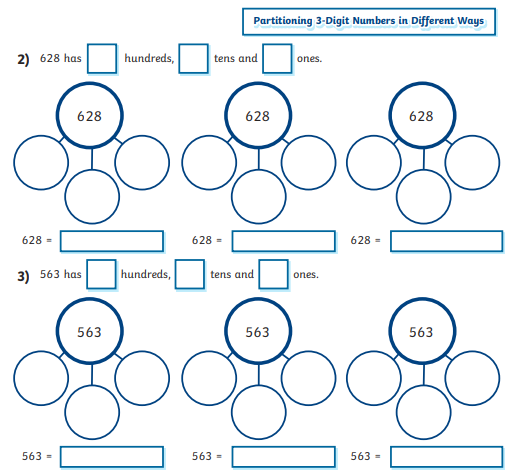 Partitioning 3-Digit Numbers in Different Ways
2) 628 has hundreds, tens and ones.
628 628 628
628 = 628 = 628 =
3) 563 has hundreds, tens and ones.
563 563 563
563 = 563 = 563 =